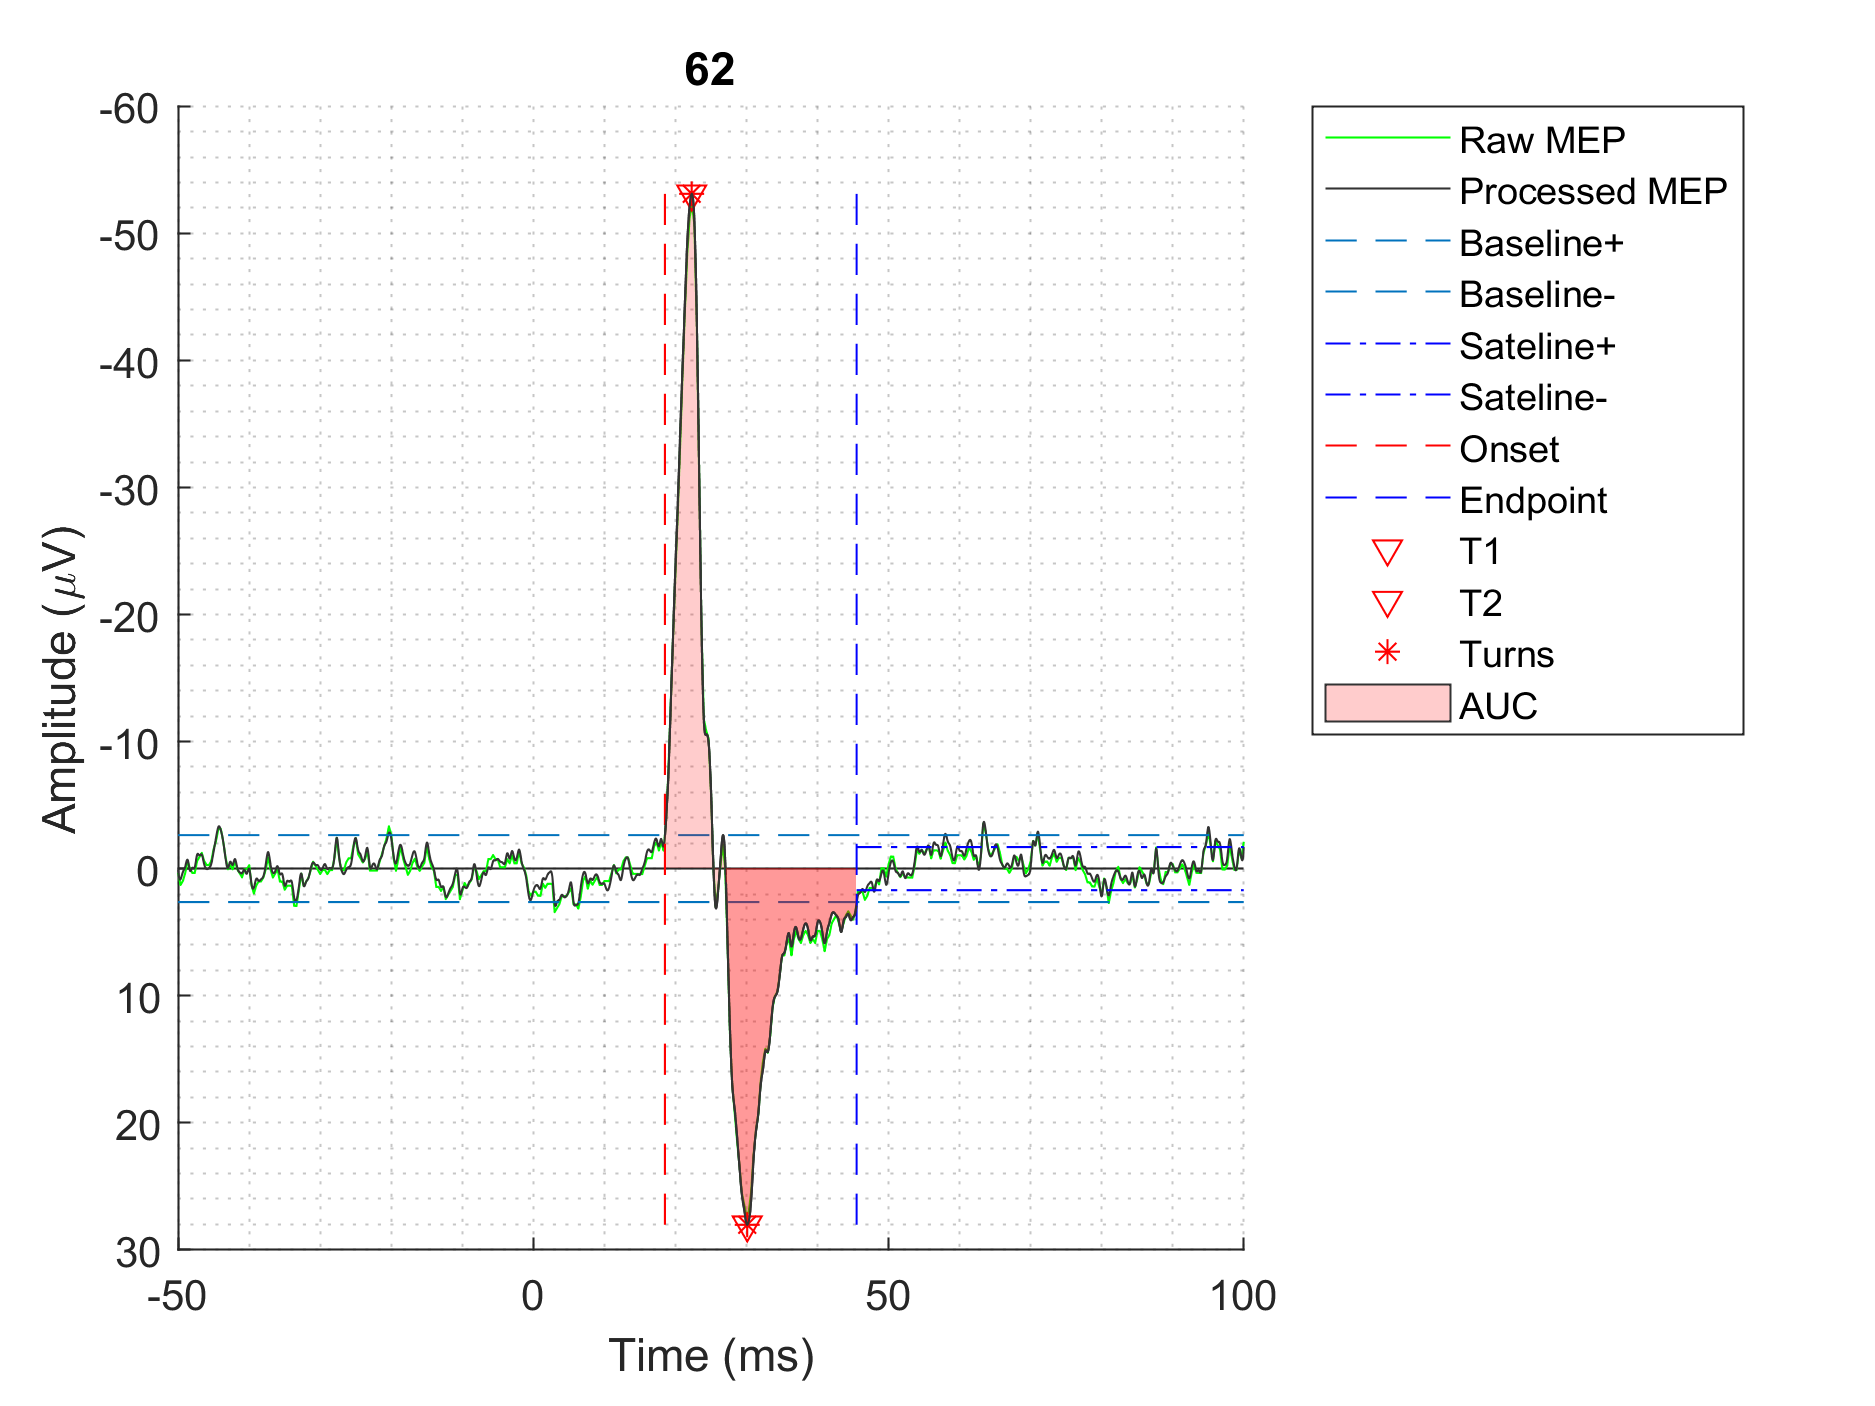 62
-60
-50
-40
-30
-20
-10
0
10
20
30
-50
0
50
100
Time (ms)
Amplitude (μV)
Raw MEP
Processed MEP
Baseline+
Baseline-
Sateline+
Sateline-
Onset
Endpoint
T1
T2
Turns
AUC